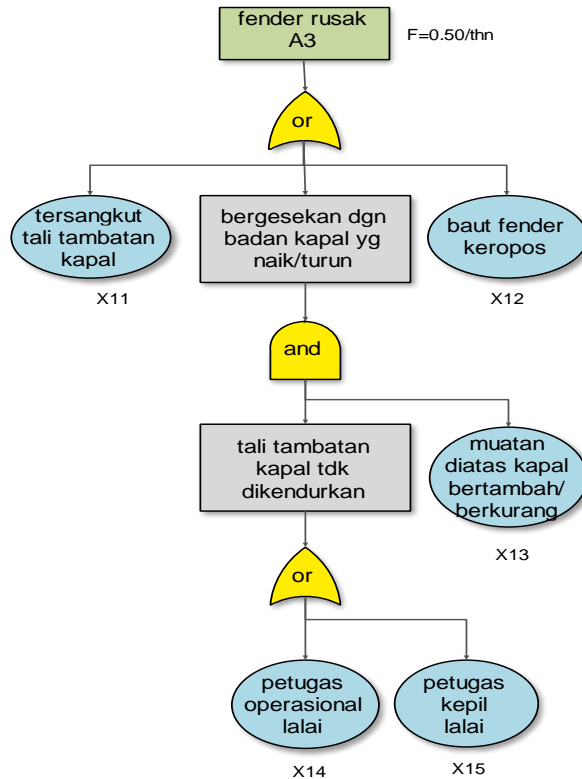 fender rusak
A3
F=0.50/thn
or
tersangkut
tali tambatan
kapal
bergesekan dgn
badan kapal yg
naik/turun
baut fender
keropos
X11
X12
and
tali tambatan
kapal tdk
dikendurkan
muatan
diatas kapal
bertambah/
berkurang
X13
or
petugas
operasional
lalai
petugas
kepil
lalai
X14
X15